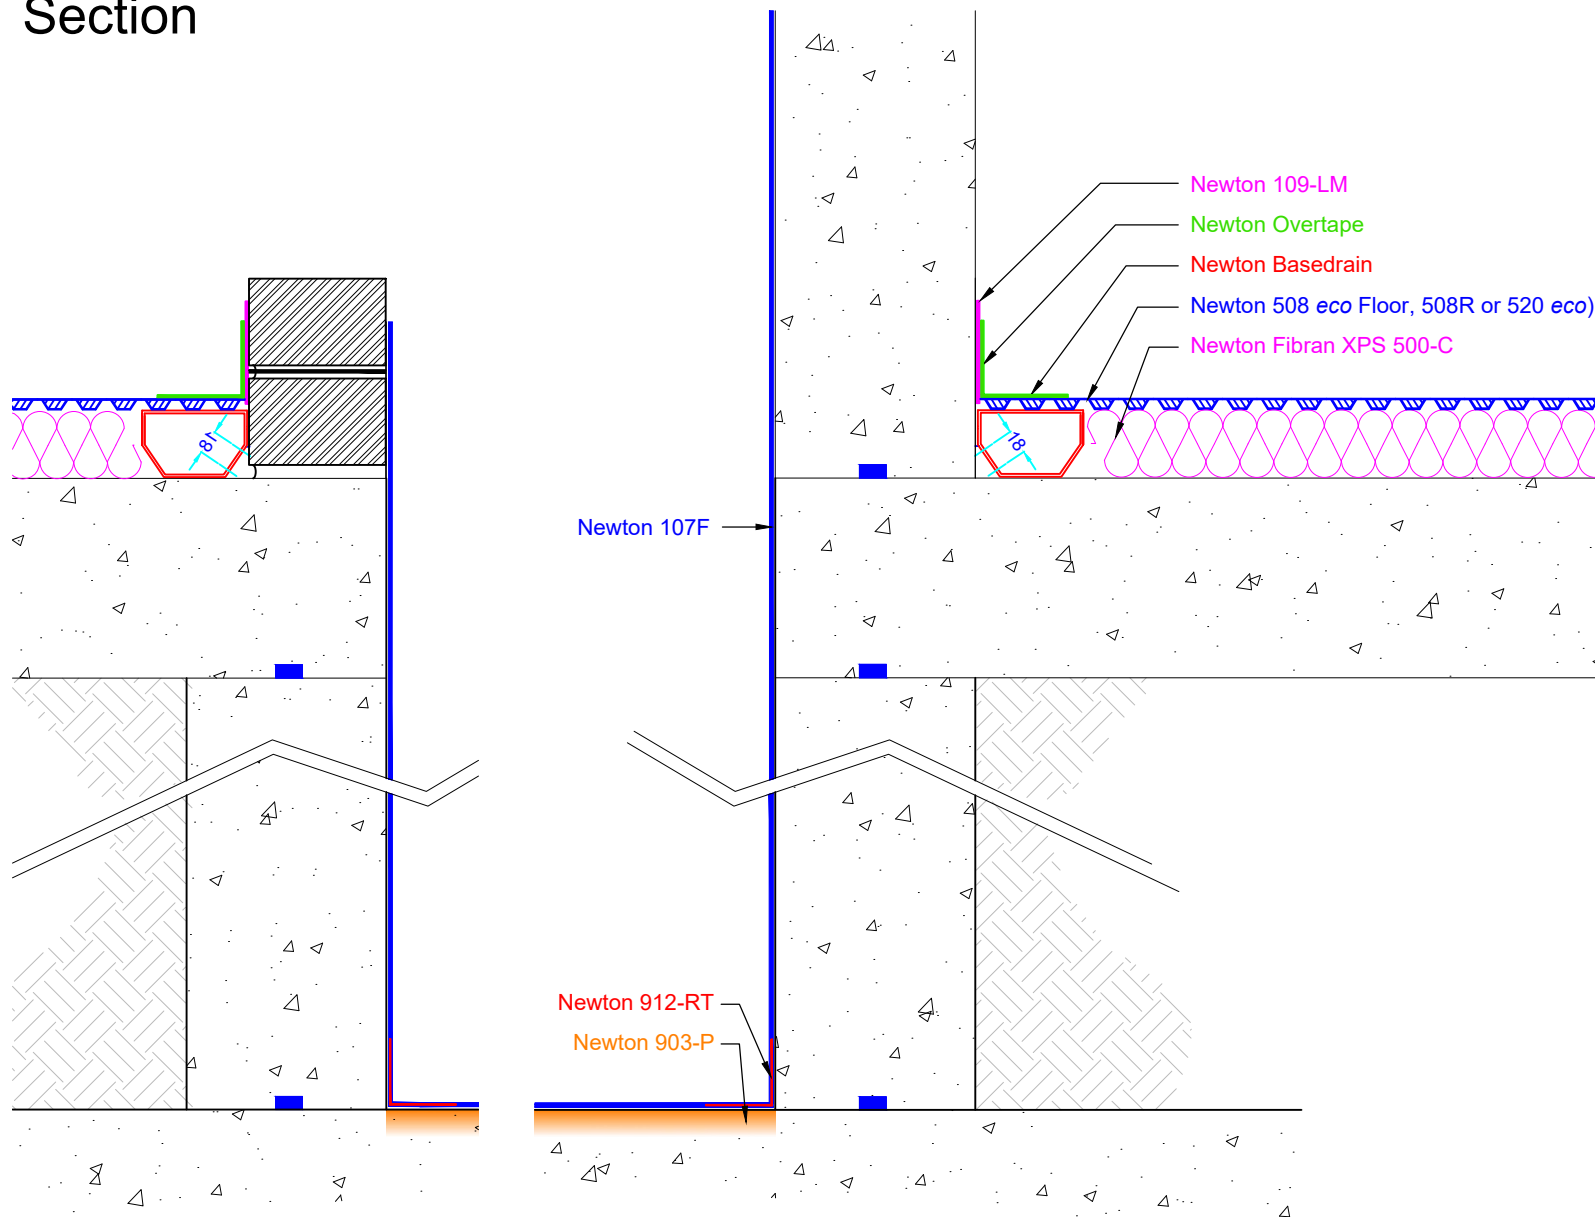 Section
Newton 109-LM
Newton Overtape
Newton Basedrain
Newton 508 eco Floor, 508R or 520 eco)
Newton Fibran XPS 500-C
18
18
Newton 107F
Newton 912-RT
Newton 903-P